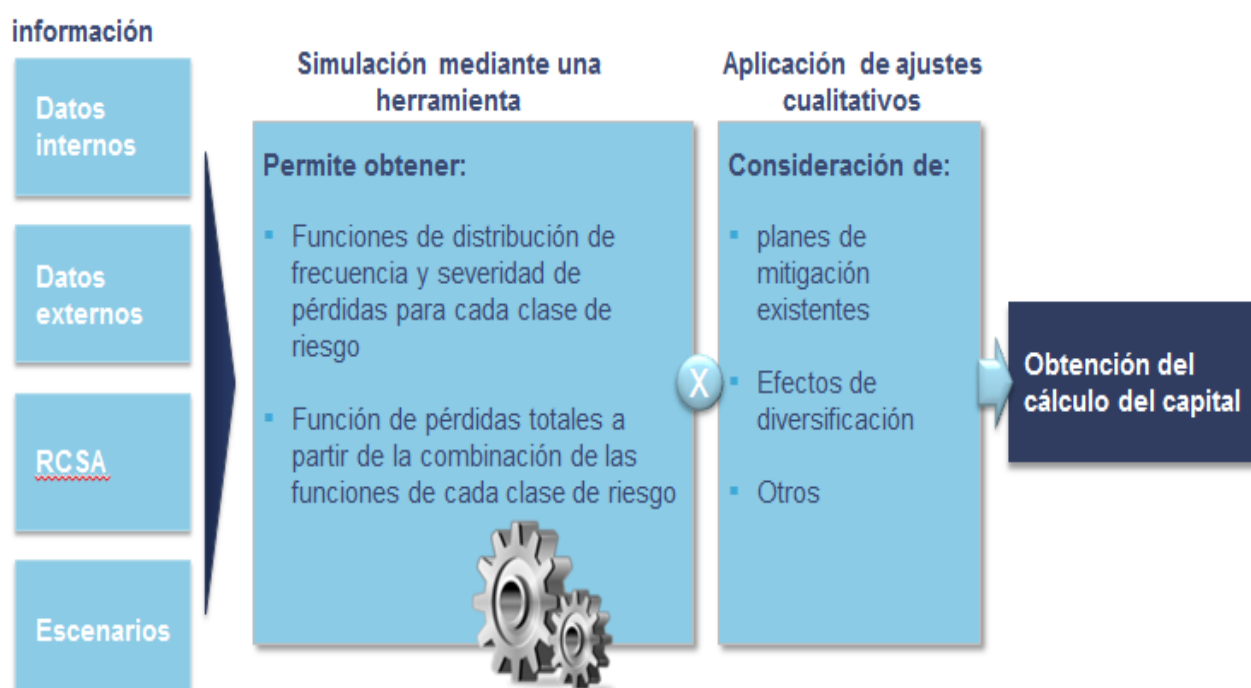 información
Datos
internos
Datos
externos
RCSA
Escenarios
Simulación mediante una
herramienta
Permite obtener:
▪ Funciones de distribución de
frecuencia y severidad de
pérdidas para cada clase de
riesgo
▪ Función de pérdidas totales a
partir de la combinación de las
funciones de cada clase de riesgo
X
Aplicación de ajustes
cualitativos
Consideración de:
▪ planes de
mitigación
existentes
▪ Efectos de
diversificación
▪ Otros
Obtención del
cálculo del capital